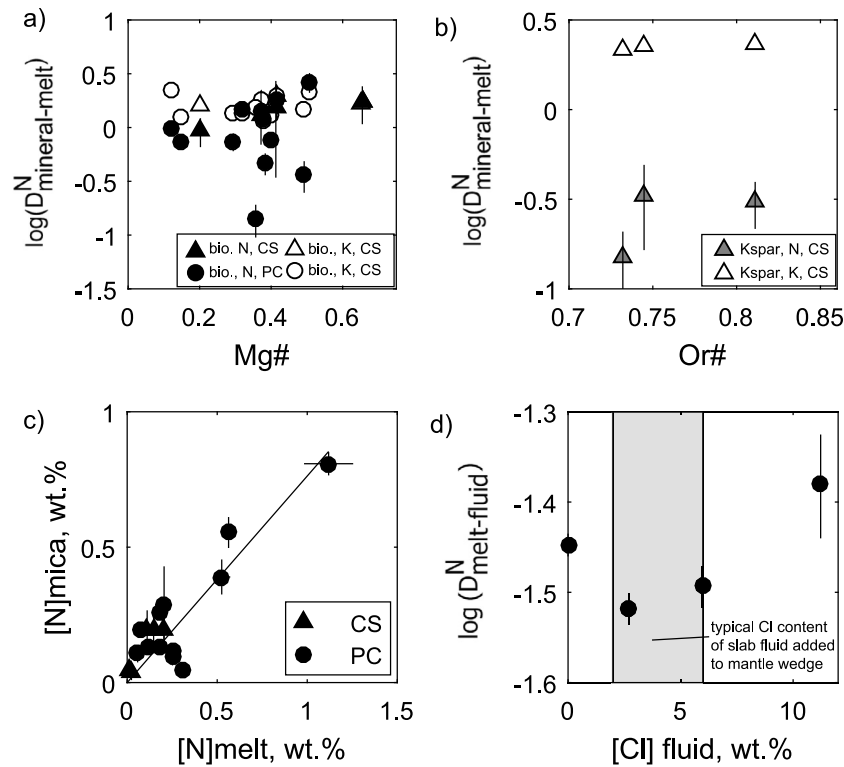 a)
log(D^N_mineral-melt)
0.5
0
-0.5
-1
-1.5
bio. N, CS
bio., K, CS
bio., N, PC
bio., K, CS
0
0.2
0.4
0.6
Mg#
b)
log(D^N_mineral-melt)
0.5
0
-0.5
-1
Kspar, N, CS
Kspar, K, CS
0.7
0.75
0.8
0.85
Or#
c)
[N]mica, wt.%
1
0.5
0
CS
PC
0
0.5
1
1.5
[N]melt, wt.%
d)
log (D^N_melt-fluid)
-1.3
-1.4
-1.5
-1.6
typical Cl content
of slab fluid added
to mantle wedge
0
5
10
[Cl] fluid, wt.%